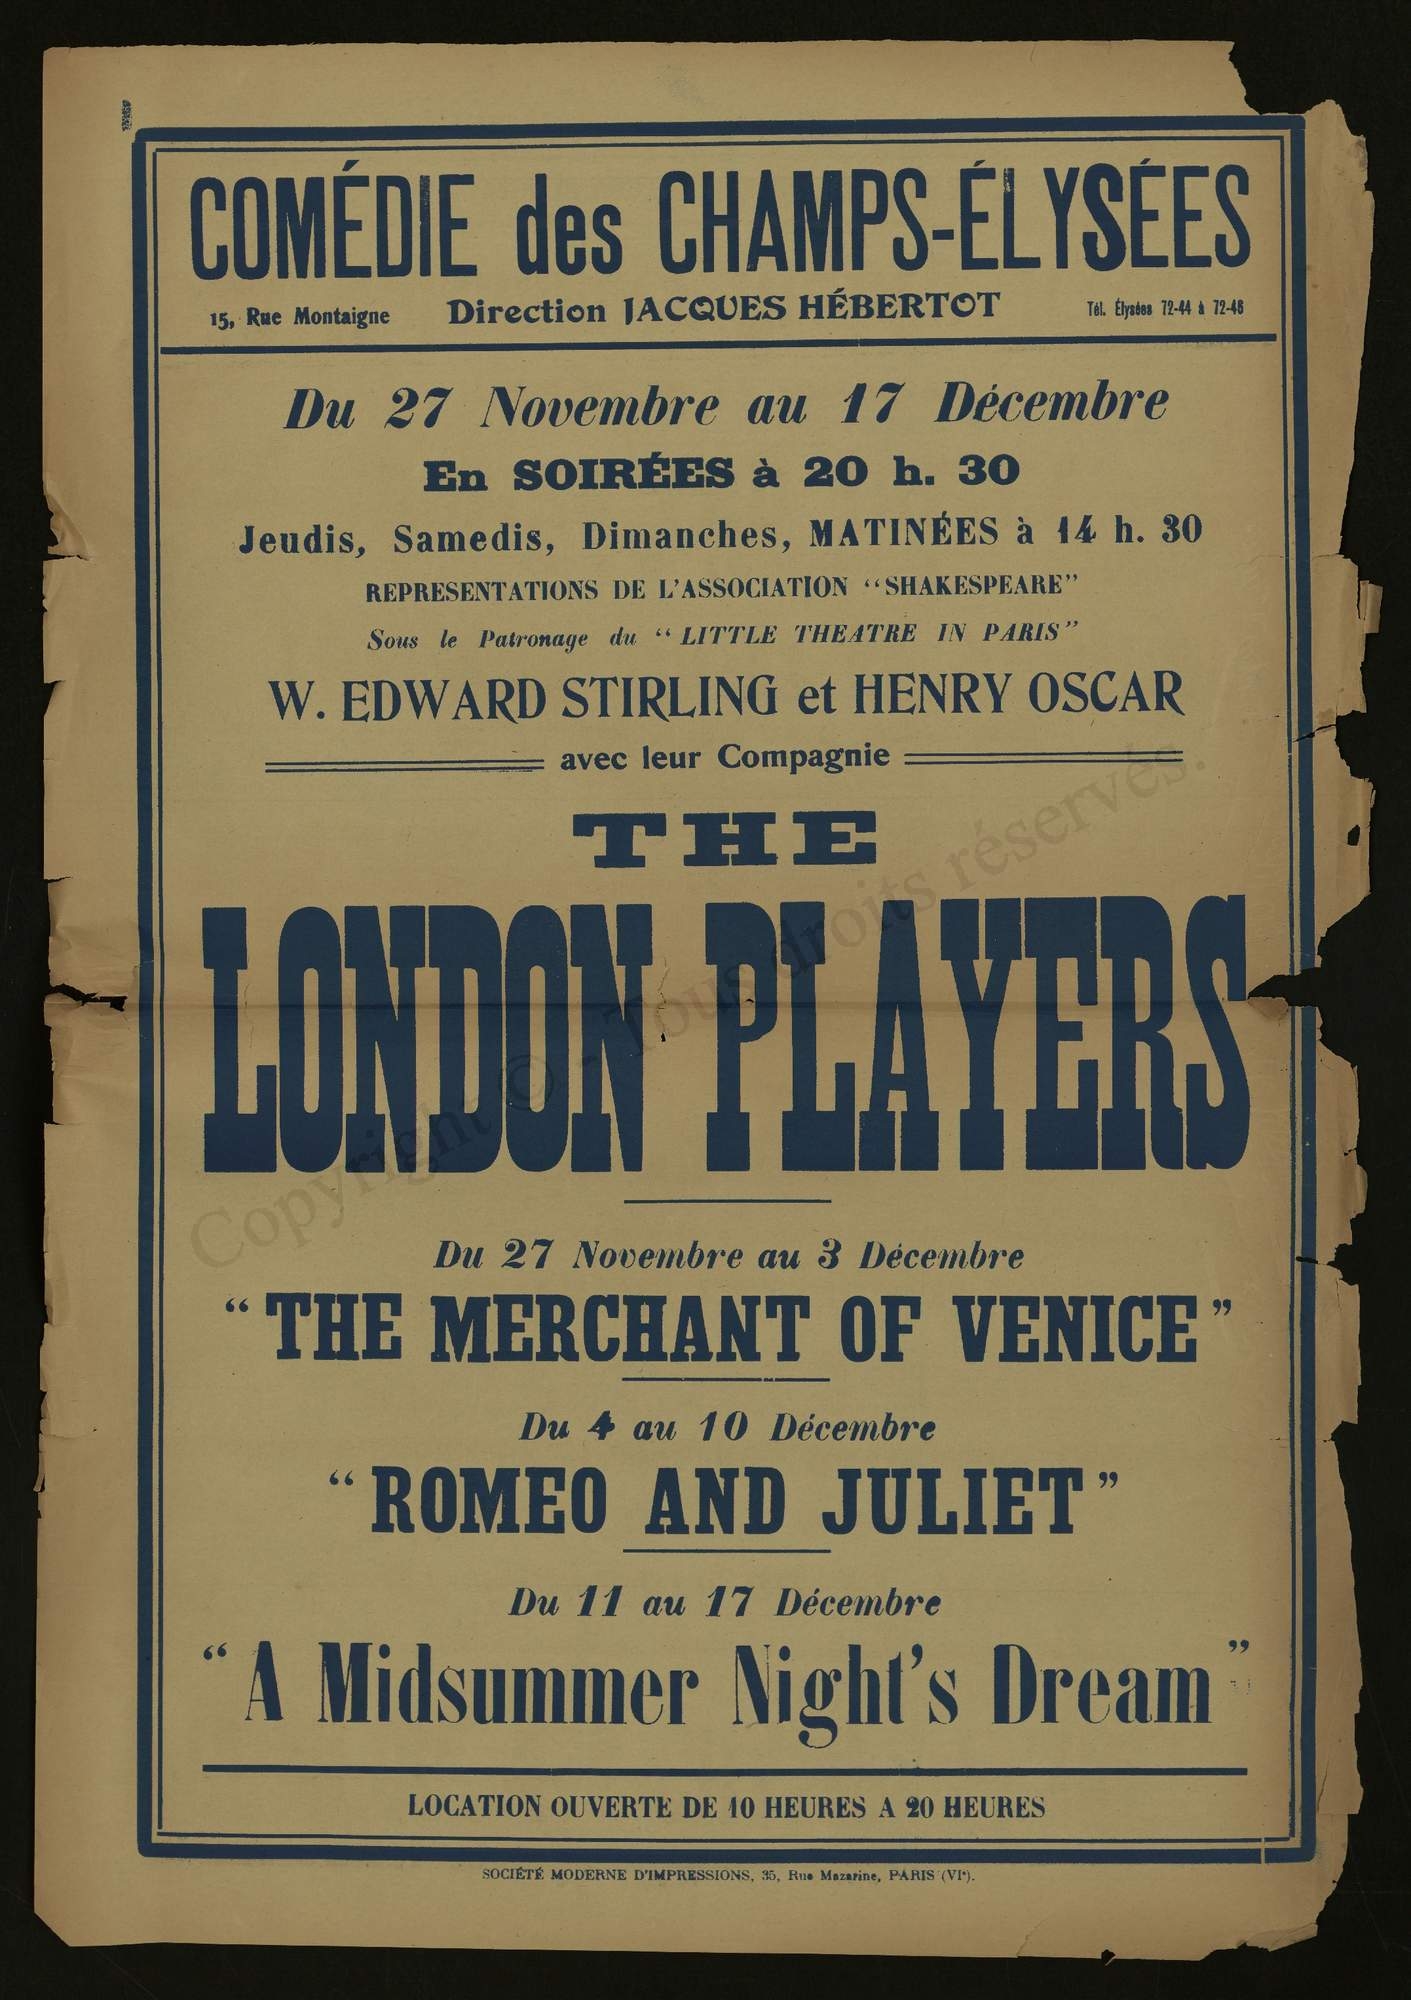 COMÉDIE des CHAMPS-ÉLYSÉES
15, Rue Montaigne Direction JACQUES HÉBERTOT Tél. Élysées 72-44 à 72-46
Du 27 Novembre au 17 Décembre
En SOIRÉES à 20 h. 30
Jeudis, Samedis, Dimanches, MATINÉES à 14 h. 30
REPRESENTATIONS DE L'ASSOCIATION “SHAKESPEARE”
Sous le Patronage du “LITTLE THEATRE IN PARIS”
W. EDWARD STIRLING et HENRY OSCAR
avec leur Compagnie
THE
LONDON PLAYERS
Copyright © - Tous droits réservés.
Du 27 Novembre au 3 Décembre
“THE MERCHANT OF VENICE”
Du 4 au 10 Décembre
“ROMEO AND JULIET”
Du 11 au 17 Décembre
“A Midsummer Night's Dream”
LOCATION OUVERTE DE 10 HEURES A 20 HEURES
SOCIÉTÉ MODERNE D'IMPRESSIONS, 35, Rue Mazarine, PARIS (VIe).